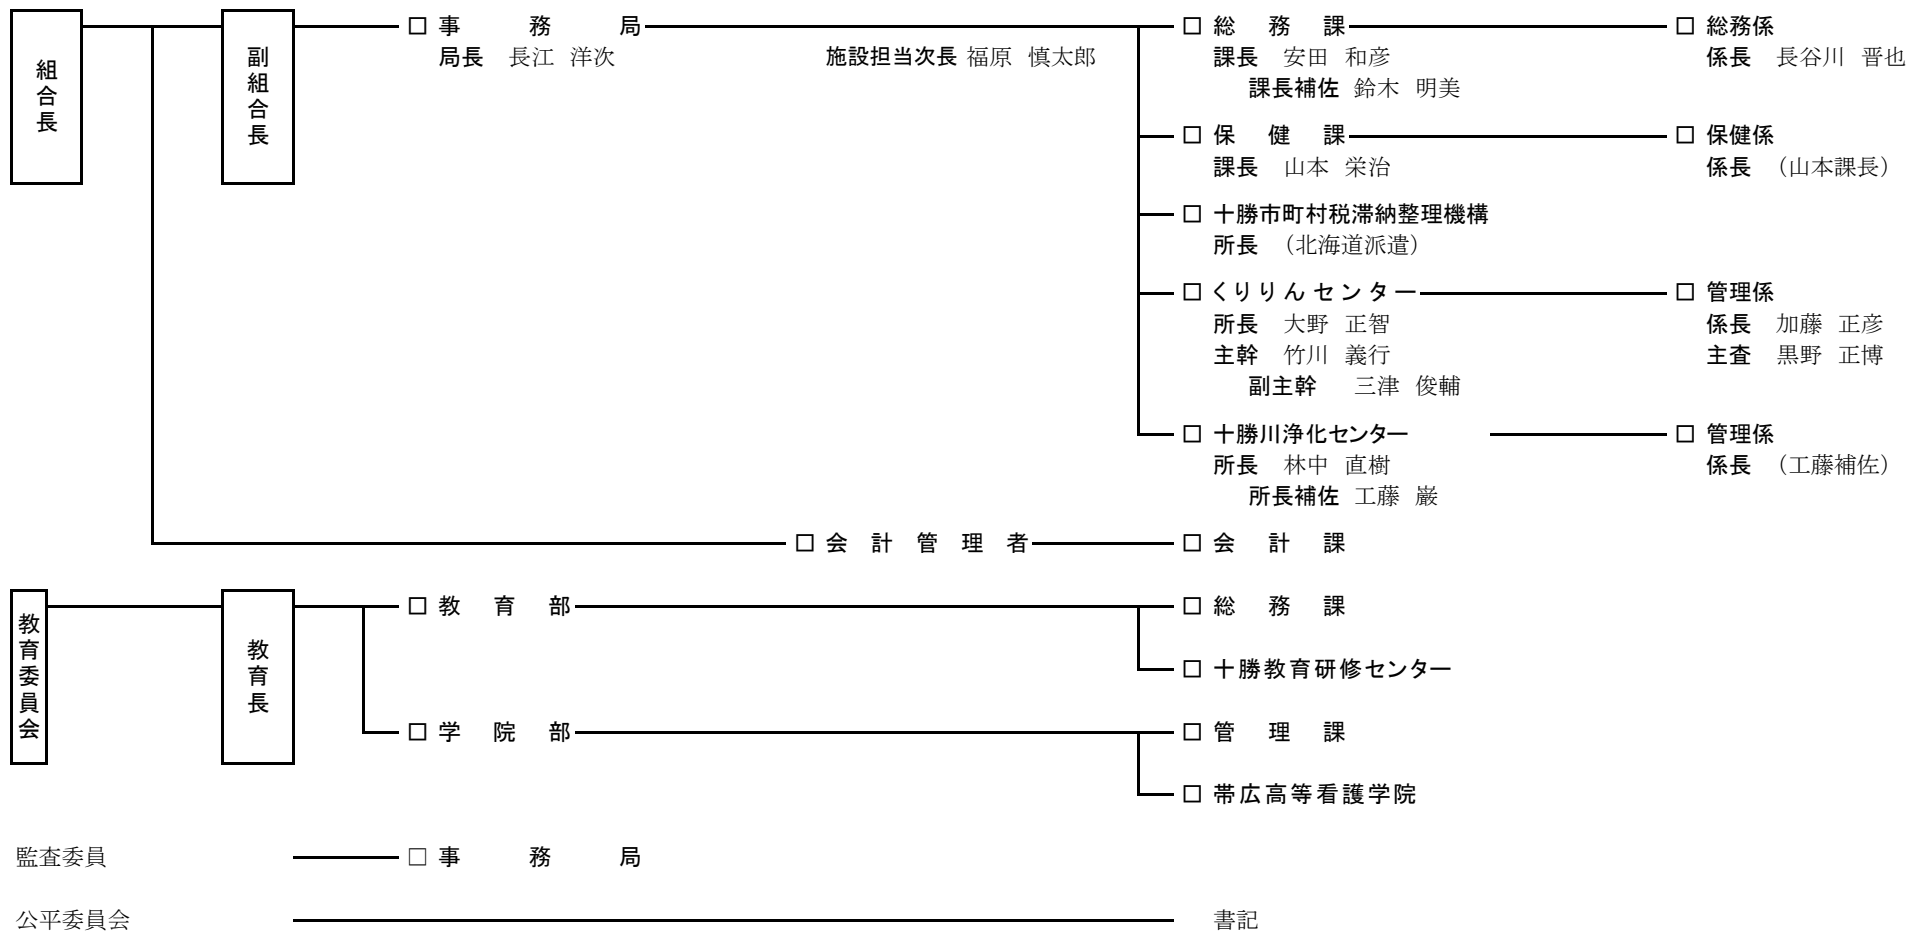 組合長
副組合長
□ 事務局
局長 長江 洋次
施設担当次長 福原 慎太郎
□ 総務課
課長 安田 和彦
課長補佐 鈴木 明美
□ 総務係
係長 長谷川 晋也
□ 保健課
課長 山本 栄治
□ 保健係
係長 (山本課長)
□ 十勝市町村税滞納整理機構
所長 (北海道派遣)
□ くりりんセンター
所長 大野 正智
主幹 竹川 義行
副主幹 三津 俊輔
□ 管理係
係長 加藤 正彦
主査 黒野 正博
□ 十勝川浄化センター
所長 林中 直樹
所長補佐 工藤 巌
□ 管理係
係長 (工藤補佐)
□ 会計管理者
□ 会計課
教育委員会
教育長
□ 教育部
□ 総務課
□ 十勝教育研修センター
□ 学院部
□ 管理課
□ 帯広高等看護学院
監査委員
□ 事務局
公平委員会
書記